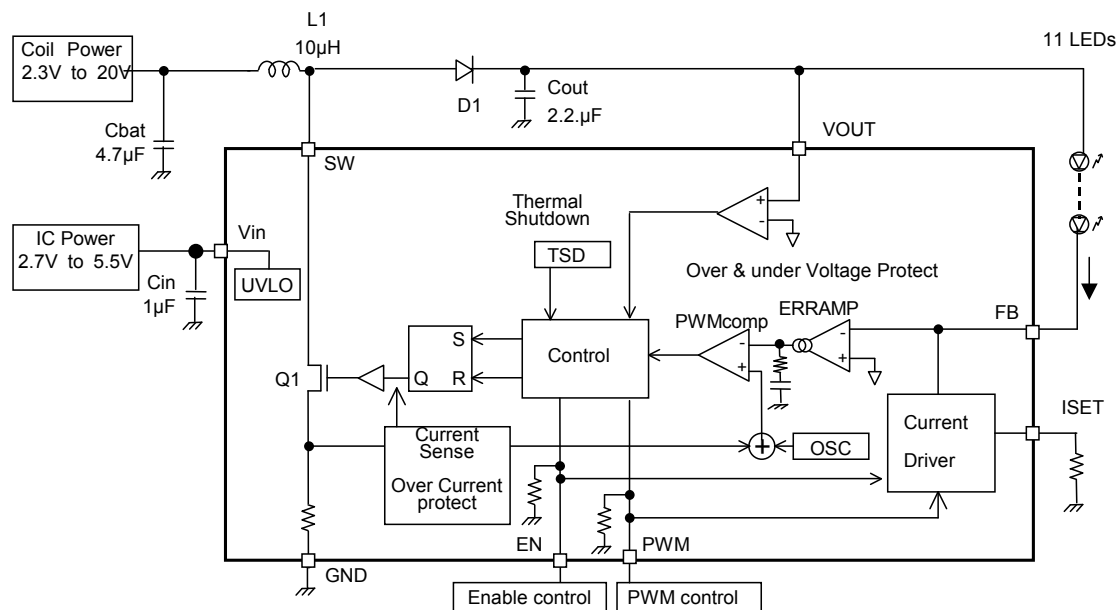 L1
10µH
11 LEDs
Coil Power
2.3V to 20V
D1
Cout
2.2.µF
Cbat
4.7µF
VOUT
SW
Thermal
Shutdown
+
-
IC Power
2.7V to 5.5V
Vin
TSD
UVLO
Cin
1µF
Over & under Voltage Protect
ERRAMP
PWMcomp
FB
S
Control
-
-
Q1
Q
R
+
+
ISET
Current
Sense
Over Current
protect
+
OSC
Current
Driver
EN
PWM
GND
Enable control
PWM control